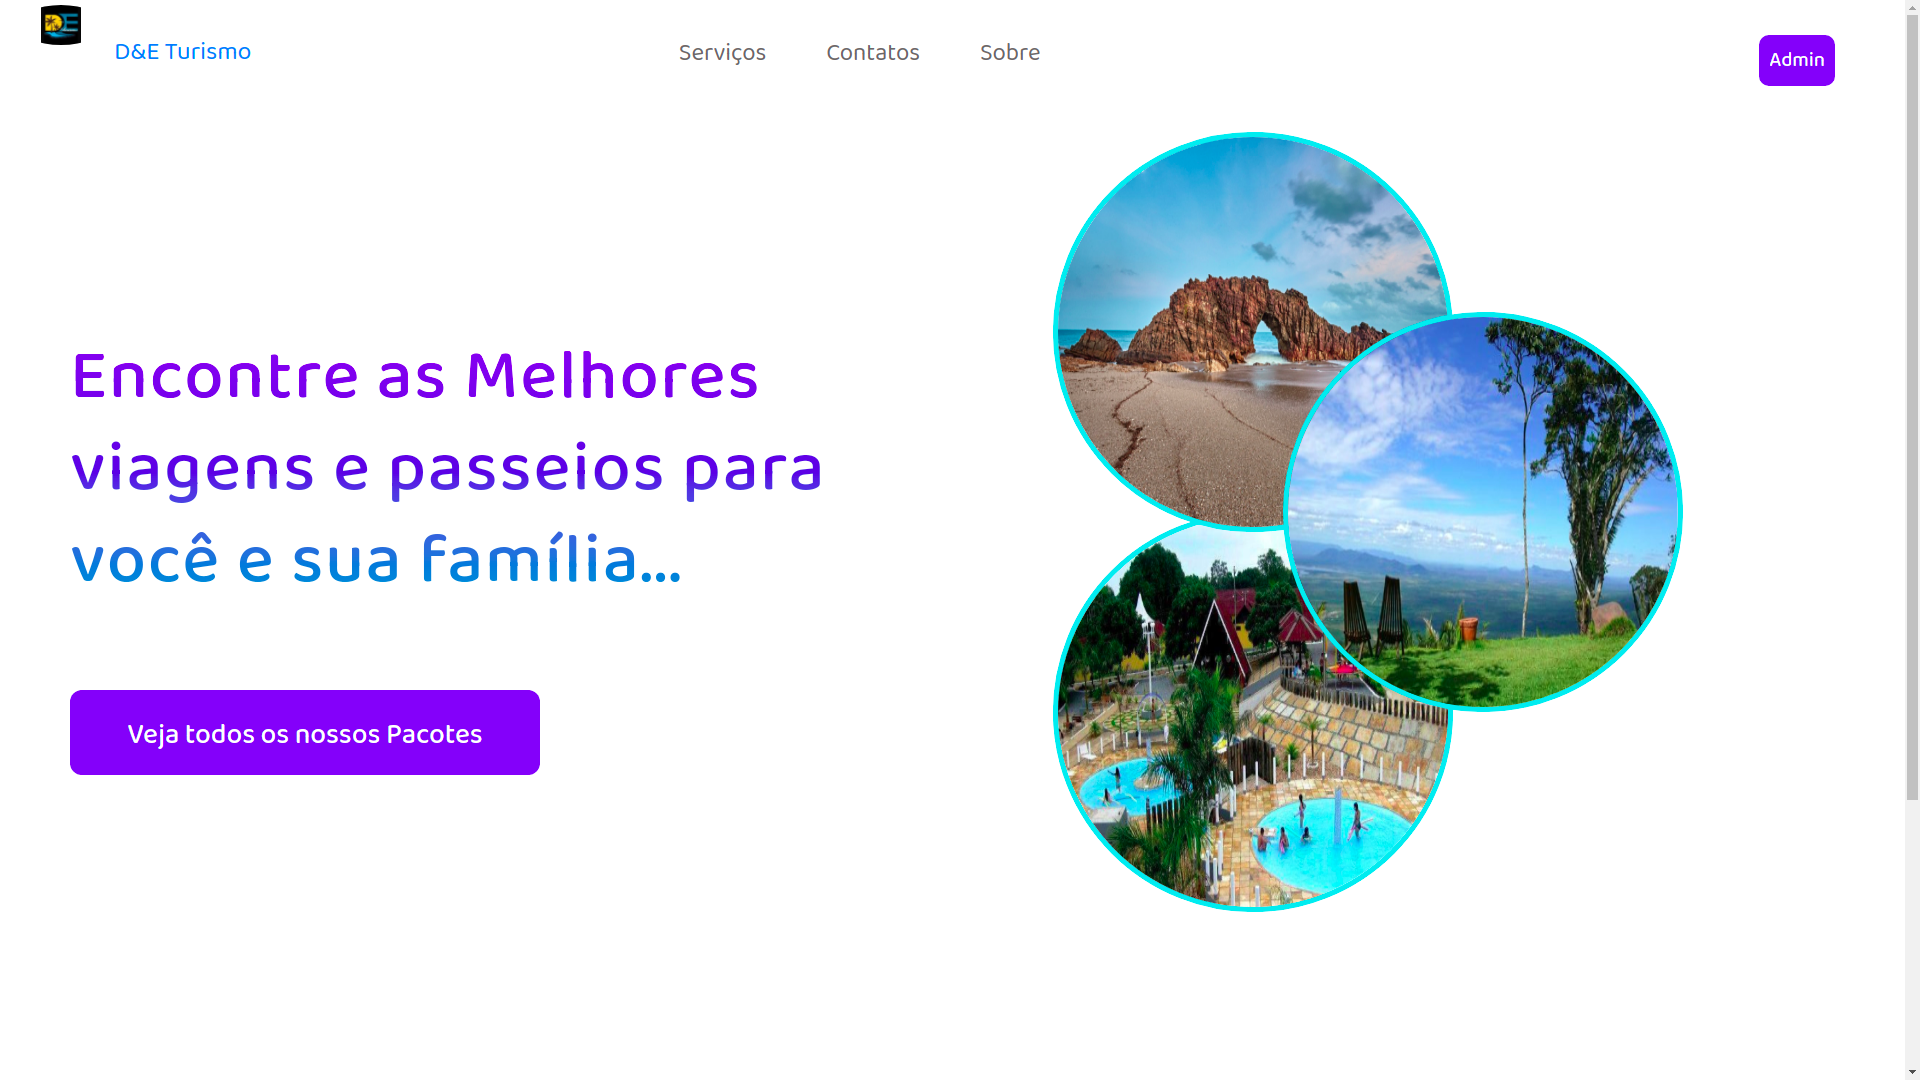 DE
D&E Turismo
Serviços
Contatos
Sobre
Admin
Encontre as Melhores
viagens e passeios para
você e sua família...
Veja todos os nossos Pacotes